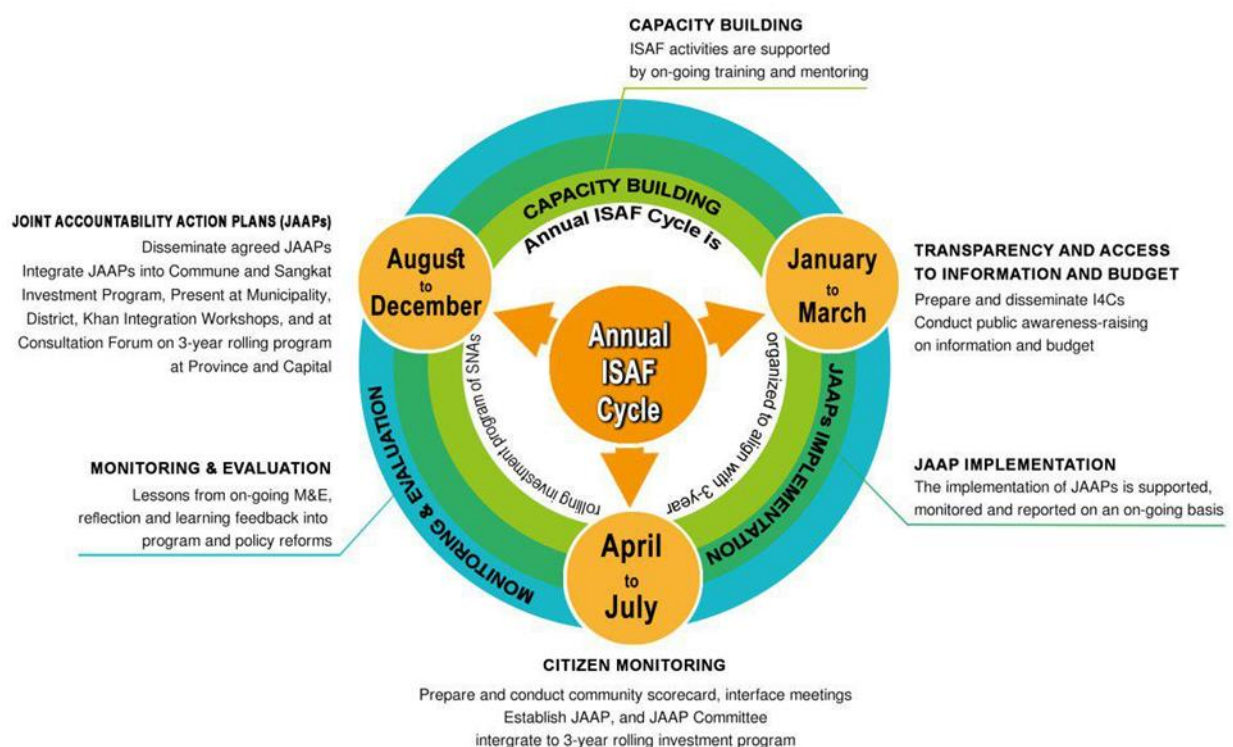 CAPACITY BUILDING
ISAF activities are supported
by on-going training and mentoring
CAPACITY BUILDING
Annual ISAF Cycle is
organized to align with 3-year
rolling investment program of SNAs
JOINT ACCOUNTABILITY ACTION PLANS (JAAPs)
Disseminate agreed JAAPs
Integrate JAAPs into Commune and Sangkat
Investment Program, Present at Municipality,
District, Khan Integration Workshops, and at
Consultation Forum on 3-year rolling program
at Province and Capital
August
to
December
January
to
March
TRANSPARENCY AND ACCESS
TO INFORMATION AND BUDGET
Prepare and disseminate I4Cs
Conduct public awareness-raising
on information and budget
Annual
ISAF
Cycle
MONITORING & EVALUATION
JAAPs IMPLEMENTATION
MONITORING & EVALUATION
Lessons from on-going M&E,
reflection and learning feedback into
program and policy reforms
JAAP IMPLEMENTATION
The implementation of JAAPs is supported,
monitored and reported on an on-going basis
April
to
July
CITIZEN MONITORING
Prepare and conduct community scorecard, interface meetings
Establish JAAP, and JAAP Committee
intergrate to 3-year rolling investment program